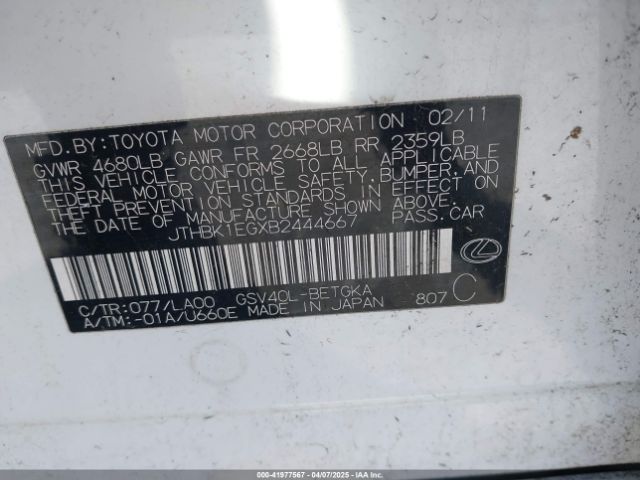 MFD. BY: TOYOTA MOTOR CORPORATION 02/11
GVWR 4680LB GAWR FR 2668LB RR 2359LB
THIS VEHICLE CONFORMS TO ALL APPLICABLE
FEDERAL MOTOR VEHICLE SAFETY, BUMPER, AND
THEFT PREVENTION STANDARDS IN EFFECT ON
THE DATE OF MANUFACTURE SHOWN ABOVE.
JTHBK1EGXB2444667 PASS. CAR
C/TR: 077/LA00 GSV40L-BETGKA
A/TM: -01A/U660E MADE IN JAPAN 807 C
000-41977567 - 04/07/2025 - IAAI.COM